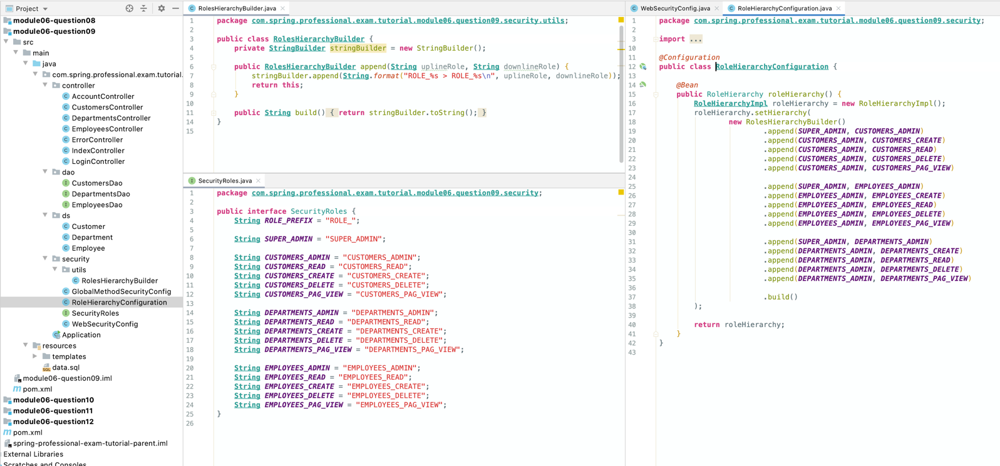 Project
module06-question08
module06-question09
src
main
java
com.spring.professional.exam.tutorial.
controller
AccountController
CustomersController
DepartmentsController
EmployeesController
ErrorController
IndexController
LoginController
dao
CustomersDao
DepartmentsDao
EmployeesDao
ds
Customer
Department
Employee
security
utils
RolesHierarchyBuilder
GlobalMethodSecurityConfig
RoleHierarchyConfiguration
SecurityRoles
WebSecurityConfig
Application
resources
templates
data.sql
module06-question09.iml
pom.xml
module06-question10
module06-question11
module06-question12
pom.xml
spring-professional-exam-tutorial-parent.iml
External Libraries
Scratches and Consoles
RolesHierarchyBuilder.java
1 package com.spring.professional.exam.tutorial.module06.question09.security.utils;
2
3 public class RolesHierarchyBuilder {
4 private StringBuilder stringBuilder = new StringBuilder();
5
6 public RolesHierarchyBuilder append(String uplineRole, String downlineRole) {
7 stringBuilder.append(String.format("ROLE_%s > ROLE_%s\n", uplineRole, downlineRole));
8 return this;
9 }
10
11 public String build() { return stringBuilder.toString(); }
14 }
15
SecurityRoles.java
1 package com.spring.professional.exam.tutorial.module06.question09.security;
2
3 public interface SecurityRoles {
4 String ROLE_PREFIX = "ROLE_";
5
6 String SUPER_ADMIN = "SUPER_ADMIN";
7
8 String CUSTOMERS_ADMIN = "CUSTOMERS_ADMIN";
9 String CUSTOMERS_READ = "CUSTOMERS_READ";
10 String CUSTOMERS_CREATE = "CUSTOMERS_CREATE";
11 String CUSTOMERS_DELETE = "CUSTOMERS_DELETE";
12 String CUSTOMERS_PAG_VIEW = "CUSTOMERS_PAG_VIEW";
13
14 String DEPARTMENTS_ADMIN = "DEPARTMENTS_ADMIN";
15 String DEPARTMENTS_READ = "DEPARTMENTS_READ";
16 String DEPARTMENTS_CREATE = "DEPARTMENTS_CREATE";
17 String DEPARTMENTS_DELETE = "DEPARTMENTS_DELETE";
18 String DEPARTMENTS_PAG_VIEW = "DEPARTMENTS_PAG_VIEW";
19
20 String EMPLOYEES_ADMIN = "EMPLOYEES_ADMIN";
21 String EMPLOYEES_READ = "EMPLOYEES_READ";
22 String EMPLOYEES_CREATE = "EMPLOYEES_CREATE";
23 String EMPLOYEES_DELETE = "EMPLOYEES_DELETE";
24 String EMPLOYEES_PAG_VIEW = "EMPLOYEES_PAG_VIEW";
25 }
26
WebSecurityConfig.java RoleHierarchyConfiguration.java
1 package com.spring.professional.exam.tutorial.module06.question09.security;
2
3 import ...
10
11 @Configuration
12 public class RoleHierarchyConfiguration {
13
14 @Bean
15 public RoleHierarchy roleHierarchy() {
16 RoleHierarchyImpl roleHierarchy = new RoleHierarchyImpl();
17 roleHierarchy.setHierarchy(
18 new RolesHierarchyBuilder()
19 .append(SUPER_ADMIN, CUSTOMERS_ADMIN)
20 .append(CUSTOMERS_ADMIN, CUSTOMERS_CREATE)
21 .append(CUSTOMERS_ADMIN, CUSTOMERS_READ)
22 .append(CUSTOMERS_ADMIN, CUSTOMERS_DELETE)
23 .append(CUSTOMERS_ADMIN, CUSTOMERS_PAG_VIEW)
24
25 .append(SUPER_ADMIN, EMPLOYEES_ADMIN)
26 .append(EMPLOYEES_ADMIN, EMPLOYEES_CREATE)
27 .append(EMPLOYEES_ADMIN, EMPLOYEES_READ)
28 .append(EMPLOYEES_ADMIN, EMPLOYEES_DELETE)
29 .append(EMPLOYEES_ADMIN, EMPLOYEES_PAG_VIEW)
30
31 .append(SUPER_ADMIN, DEPARTMENTS_ADMIN)
32 .append(DEPARTMENTS_ADMIN, DEPARTMENTS_CREATE)
33 .append(DEPARTMENTS_ADMIN, DEPARTMENTS_READ)
34 .append(DEPARTMENTS_ADMIN, DEPARTMENTS_DELETE)
35 .append(DEPARTMENTS_ADMIN, DEPARTMENTS_PAG_VIEW)
36
37 .build()
38 );
39
40 return roleHierarchy;
41 }
42 }
43